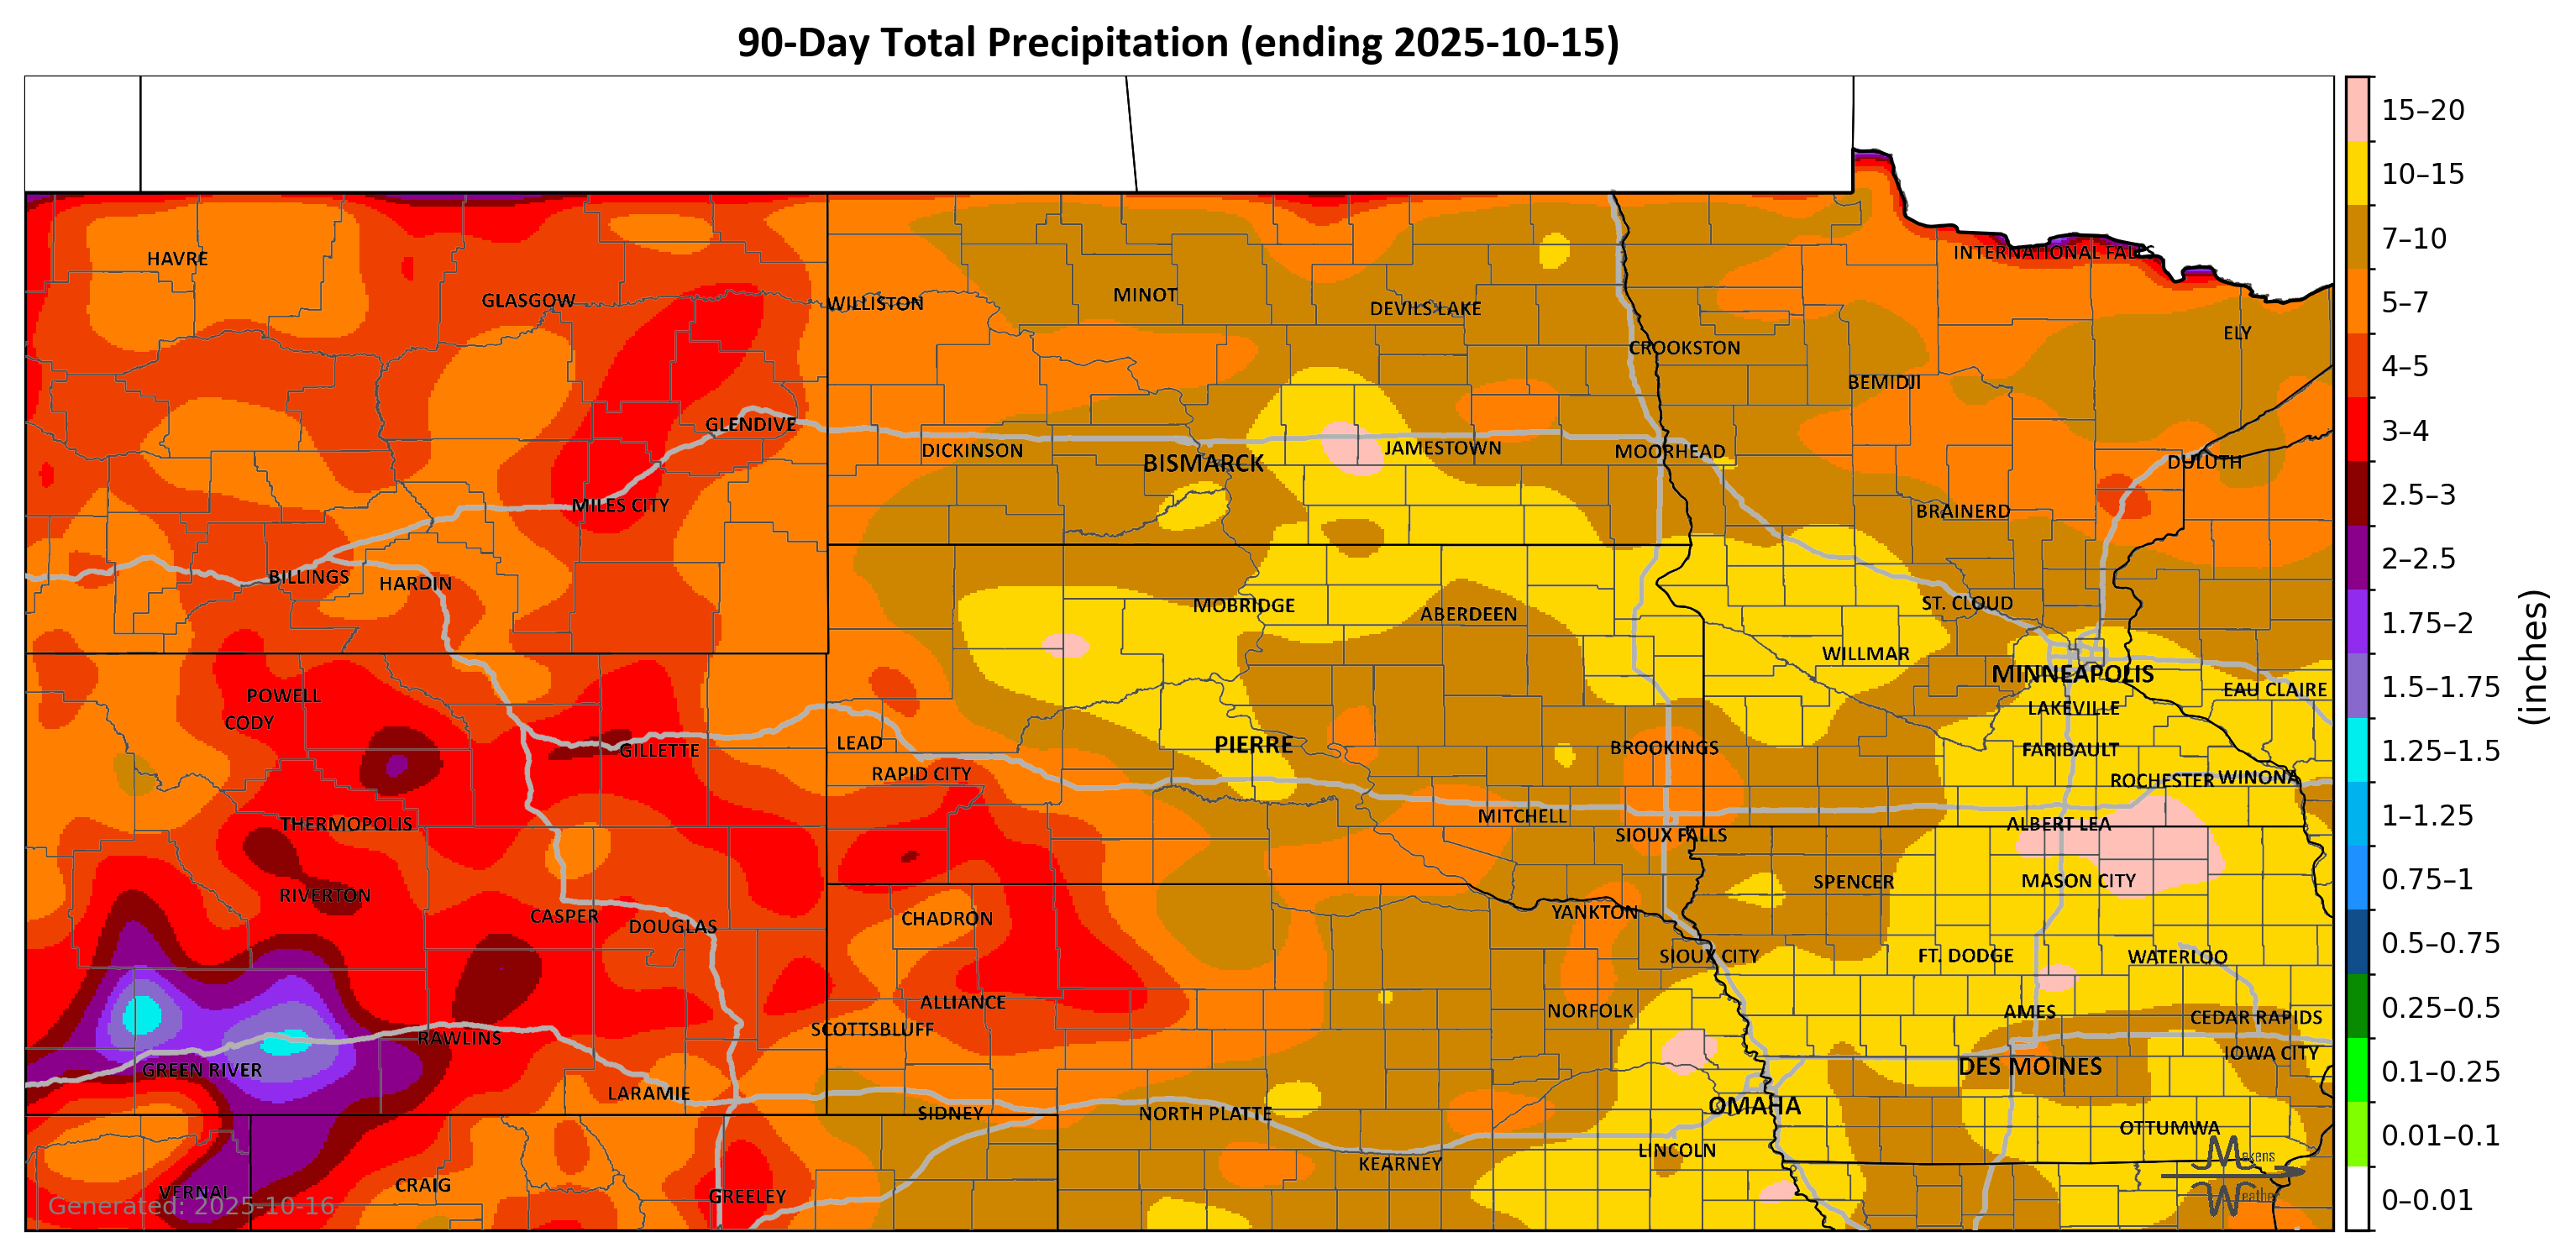 90-Day Total Precipitation (ending 2025-10-15)
15–20
10–15
7–10
5–7
4–5
3–4
2.5–3
2–2.5
1.75–2
1.5–1.75
1.25–1.5
1–1.25
0.75–1
0.5–0.75
0.25–0.5
0.1–0.25
0.01–0.1
0–0.01
(inches)
INTERNATIONAL FALLS
HAVRE
GLASGOW
WILLISTON
MINOT
DEVILS LAKE
ELY
CROOKSTON
BEMIDJI
GLENDIVE
DICKINSON
BISMARCK
JAMESTOWN
MOORHEAD
DULUTH
MILES CITY
BRAINERD
BILLINGS
HARDIN
MOBRIDGE
ABERDEEN
ST. CLOUD
WILLMAR
MINNEAPOLIS
EAU CLAIRE
POWELL
CODY
LAKEVILLE
GILLETTE
LEAD
PIERRE
BROOKINGS
FARIBAULT
RAPID CITY
ROCHESTER
WINONA
THERMOPOLIS
MITCHELL
SIOUX FALLS
ALBERT LEA
RIVERTON
SPENCER
MASON CITY
CASPER
DOUGLAS
CHADRON
YANKTON
SIOUX CITY
FT. DODGE
WATERLOO
ALLIANCE
NORFOLK
AMES
CEDAR RAPIDS
SCOTTSBLUFF
RAWLINS
IOWA CITY
GREEN RIVER
DES MOINES
LARAMIE
SIDNEY
NORTH PLATTE
OMAHA
OTTUMWA
LINCOLN
KEARNEY
CRAIG
VERNAL
GREELEY
Makens
Weather
Generated: 2025-10-16